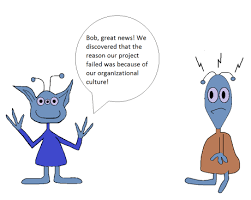 Bob, great news! We
discovered that the
reason our project
failed was because of
our organizational
culture!